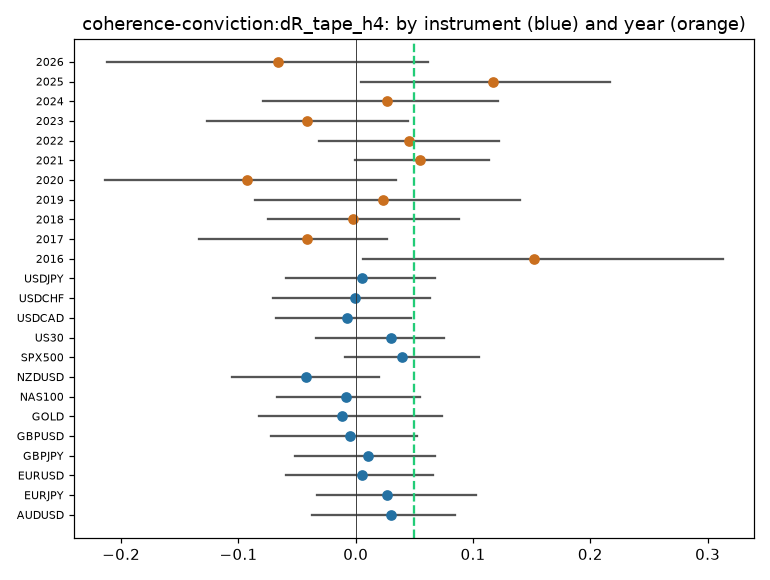 coherence-conviction:dR_tape_h4: by instrument (blue) and year (orange)
2026
2025
2024
2023
2022
2021
2020
2019
2018
2017
2016
USDJPY
USDCHF
USDCAD
US30
SPX500
NZDUSD
NAS100
GOLD
GBPUSD
GBPJPY
EURUSD
EURJPY
AUDUSD
−0.2 −0.1 0.0 0.1 0.2 0.3